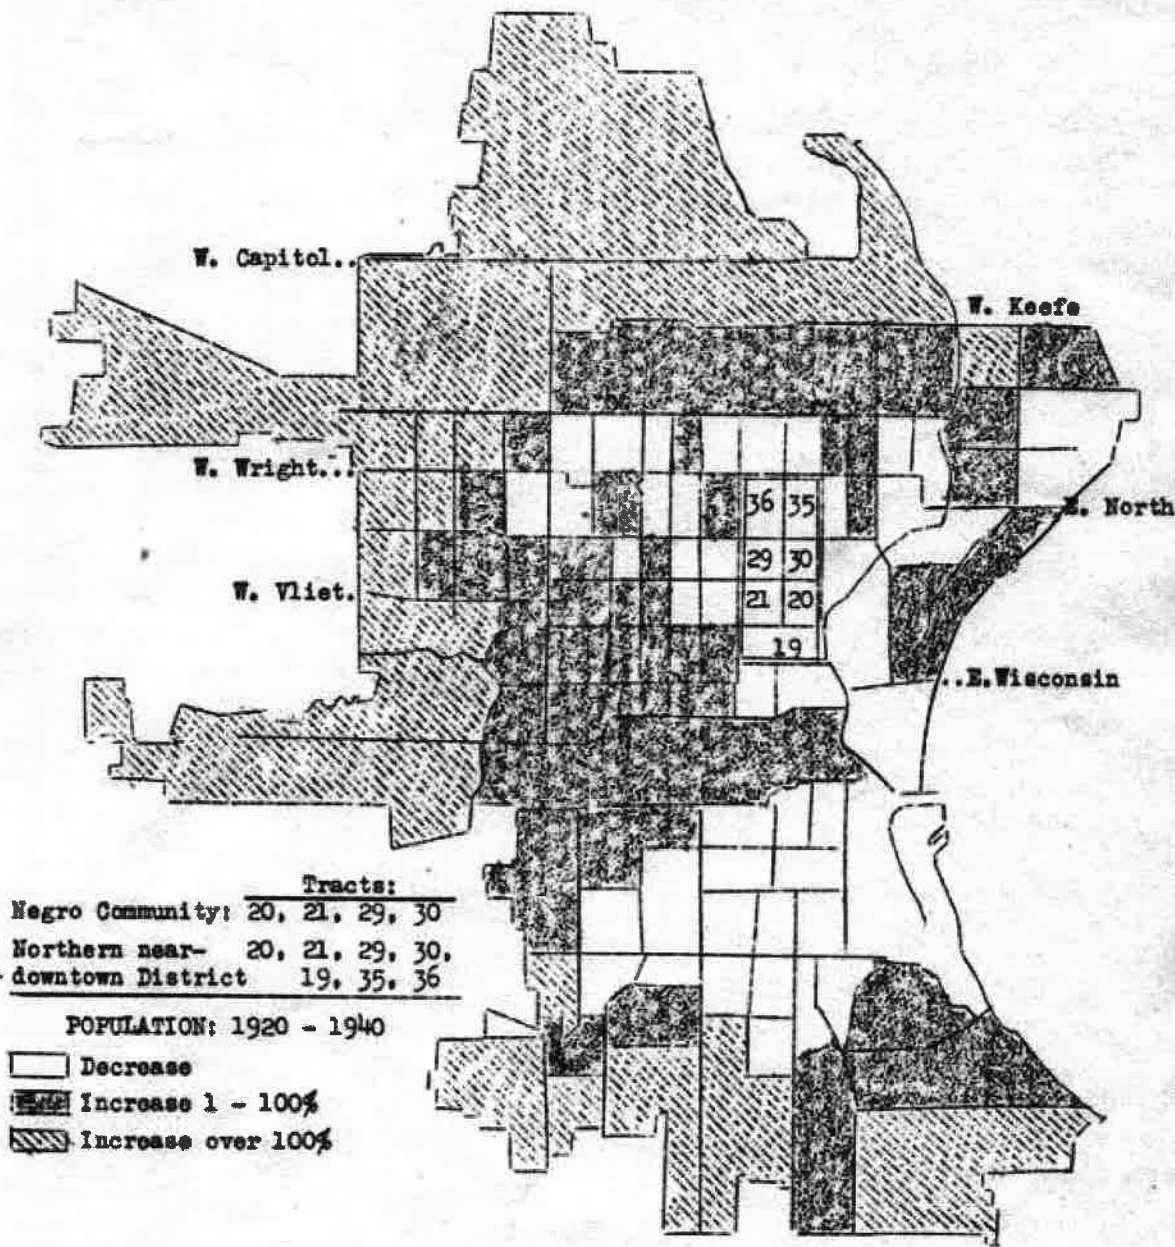 W. Capitol..
W. Keefe
W. Wright...
36 35
E. North
29 30
W. Vliet.
21 20
19
..E.Wisconsin
Tracts:
Negro Community: 20, 21, 29, 30
Northern near- 20, 21, 29, 30,
downtown District 19, 35, 36
POPULATION: 1920 - 1940
Decrease
Increase 1 - 100%
Increase over 100%